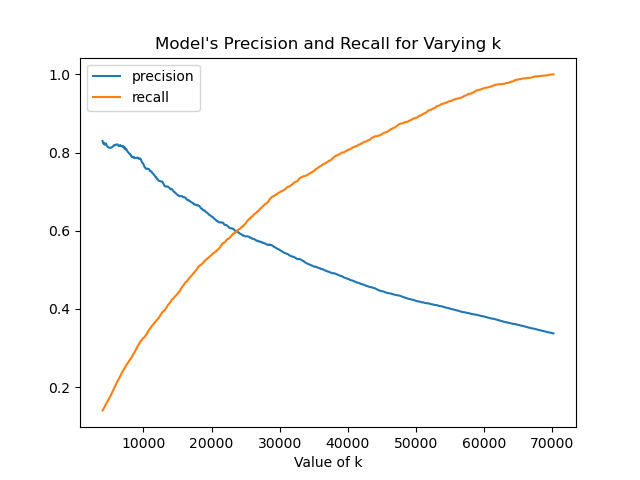 Model's Precision and Recall for Varying k
precision
recall
1.0
0.8
0.6
0.4
0.2
10000 20000 30000 40000 50000 60000 70000
Value of k